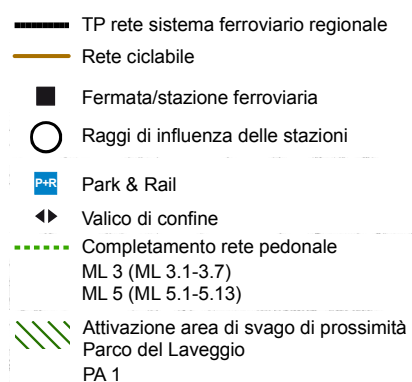 TP rete sistema ferroviario regionale
Rete ciclabile
Fermata/stazione ferroviaria
Raggi di influenza delle stazioni
P+R Park & Rail
Valico di confine
Completamento rete pedonale
ML 3 (ML 3.1-3.7)
ML 5 (ML 5.1-5.13)
Attivazione area di svago di prossimità
Parco del Laveggio
PA 1